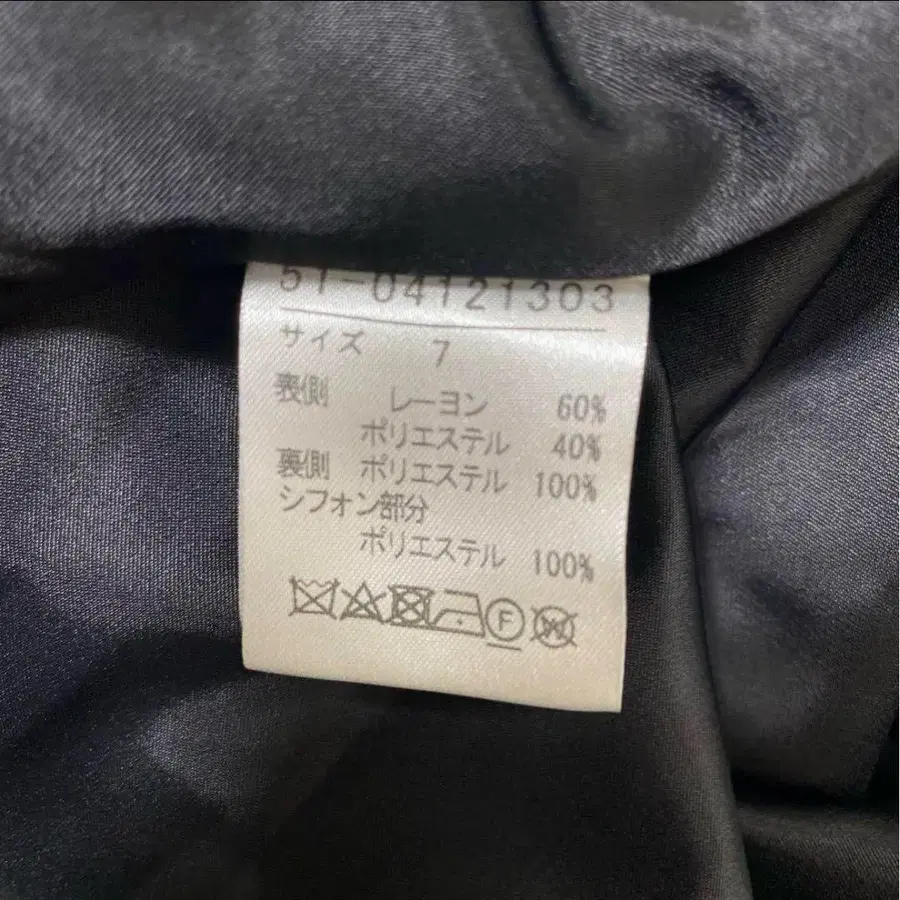 51-04121303
サイズ 7
表側 レーヨン 60%
ポリエステル 40%
裏側 ポリエステル 100%
シフォン部分
ポリエステル 100%
F
W